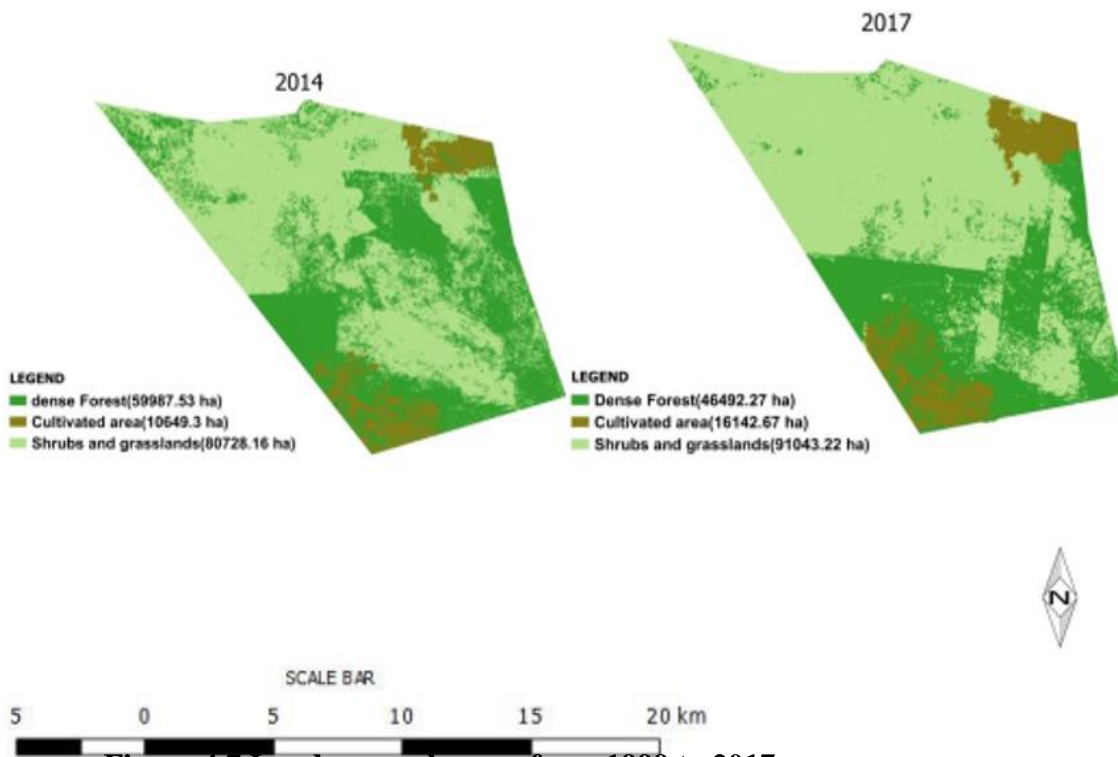 2014
2017
LEGEND
dense Forest(59987.53 ha)
Cultivated area(10649.3 ha)
Shrubs and grasslands(80728.16 ha)
LEGEND
Dense Forest(46492.27 ha)
Cultivated area(16142.67 ha)
Shrubs and grasslands(91043.22 ha)
N
SCALE BAR
5 0 5 10 15 20 km